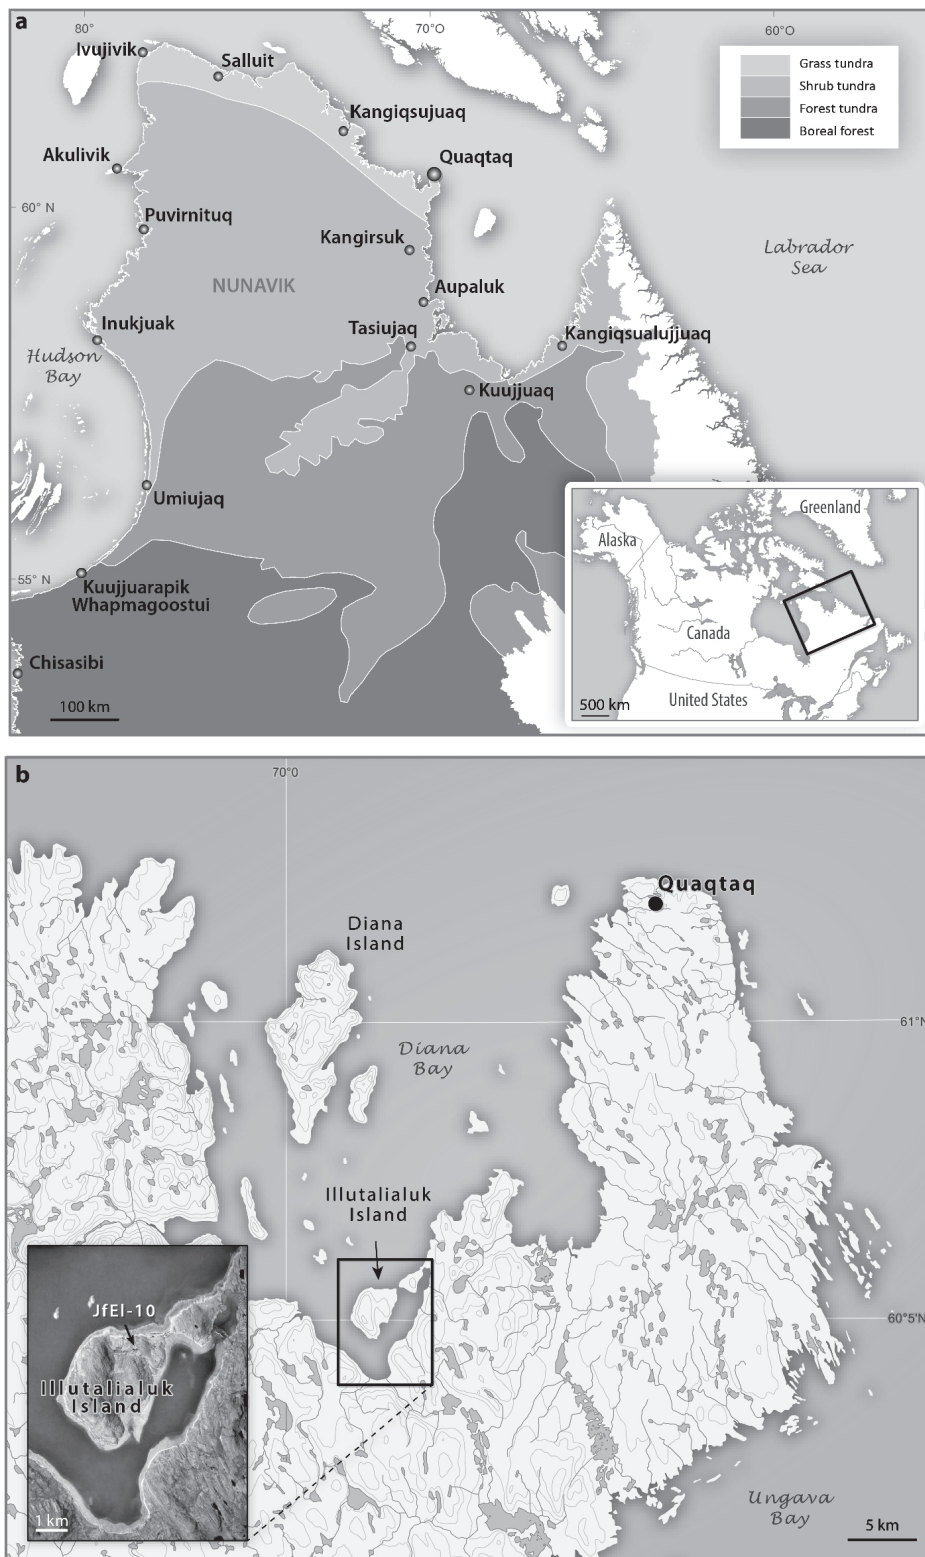 a
80°
70°O
60°O
Ivujivik
Salluit
Kangiqsujuaq
Akulivik
Quaqtaq
60° N
Puvirnituq
Kangirsuk
NUNAVIK
Aupaluk
Inukjuak
Tasiujaq
Kangiqsualujjuaq
Hudson
Bay
Kuujjuaq
Umiujaq
55° N
Kuujjuarapik
Whapmagoostui
Chisasibi
100 km
Labrador
Sea
Grass tundra
Shrub tundra
Forest tundra
Boreal forest
Greenland
Alaska
Canada
United States
500 km
b
70°0
Quaqtaq
Diana
Island
61°N
Diana
Bay
Illutalialuk
Island
60°5'N
JfEl-10
Illutalialuk
Island
1 km
Ungava
Bay
5 km